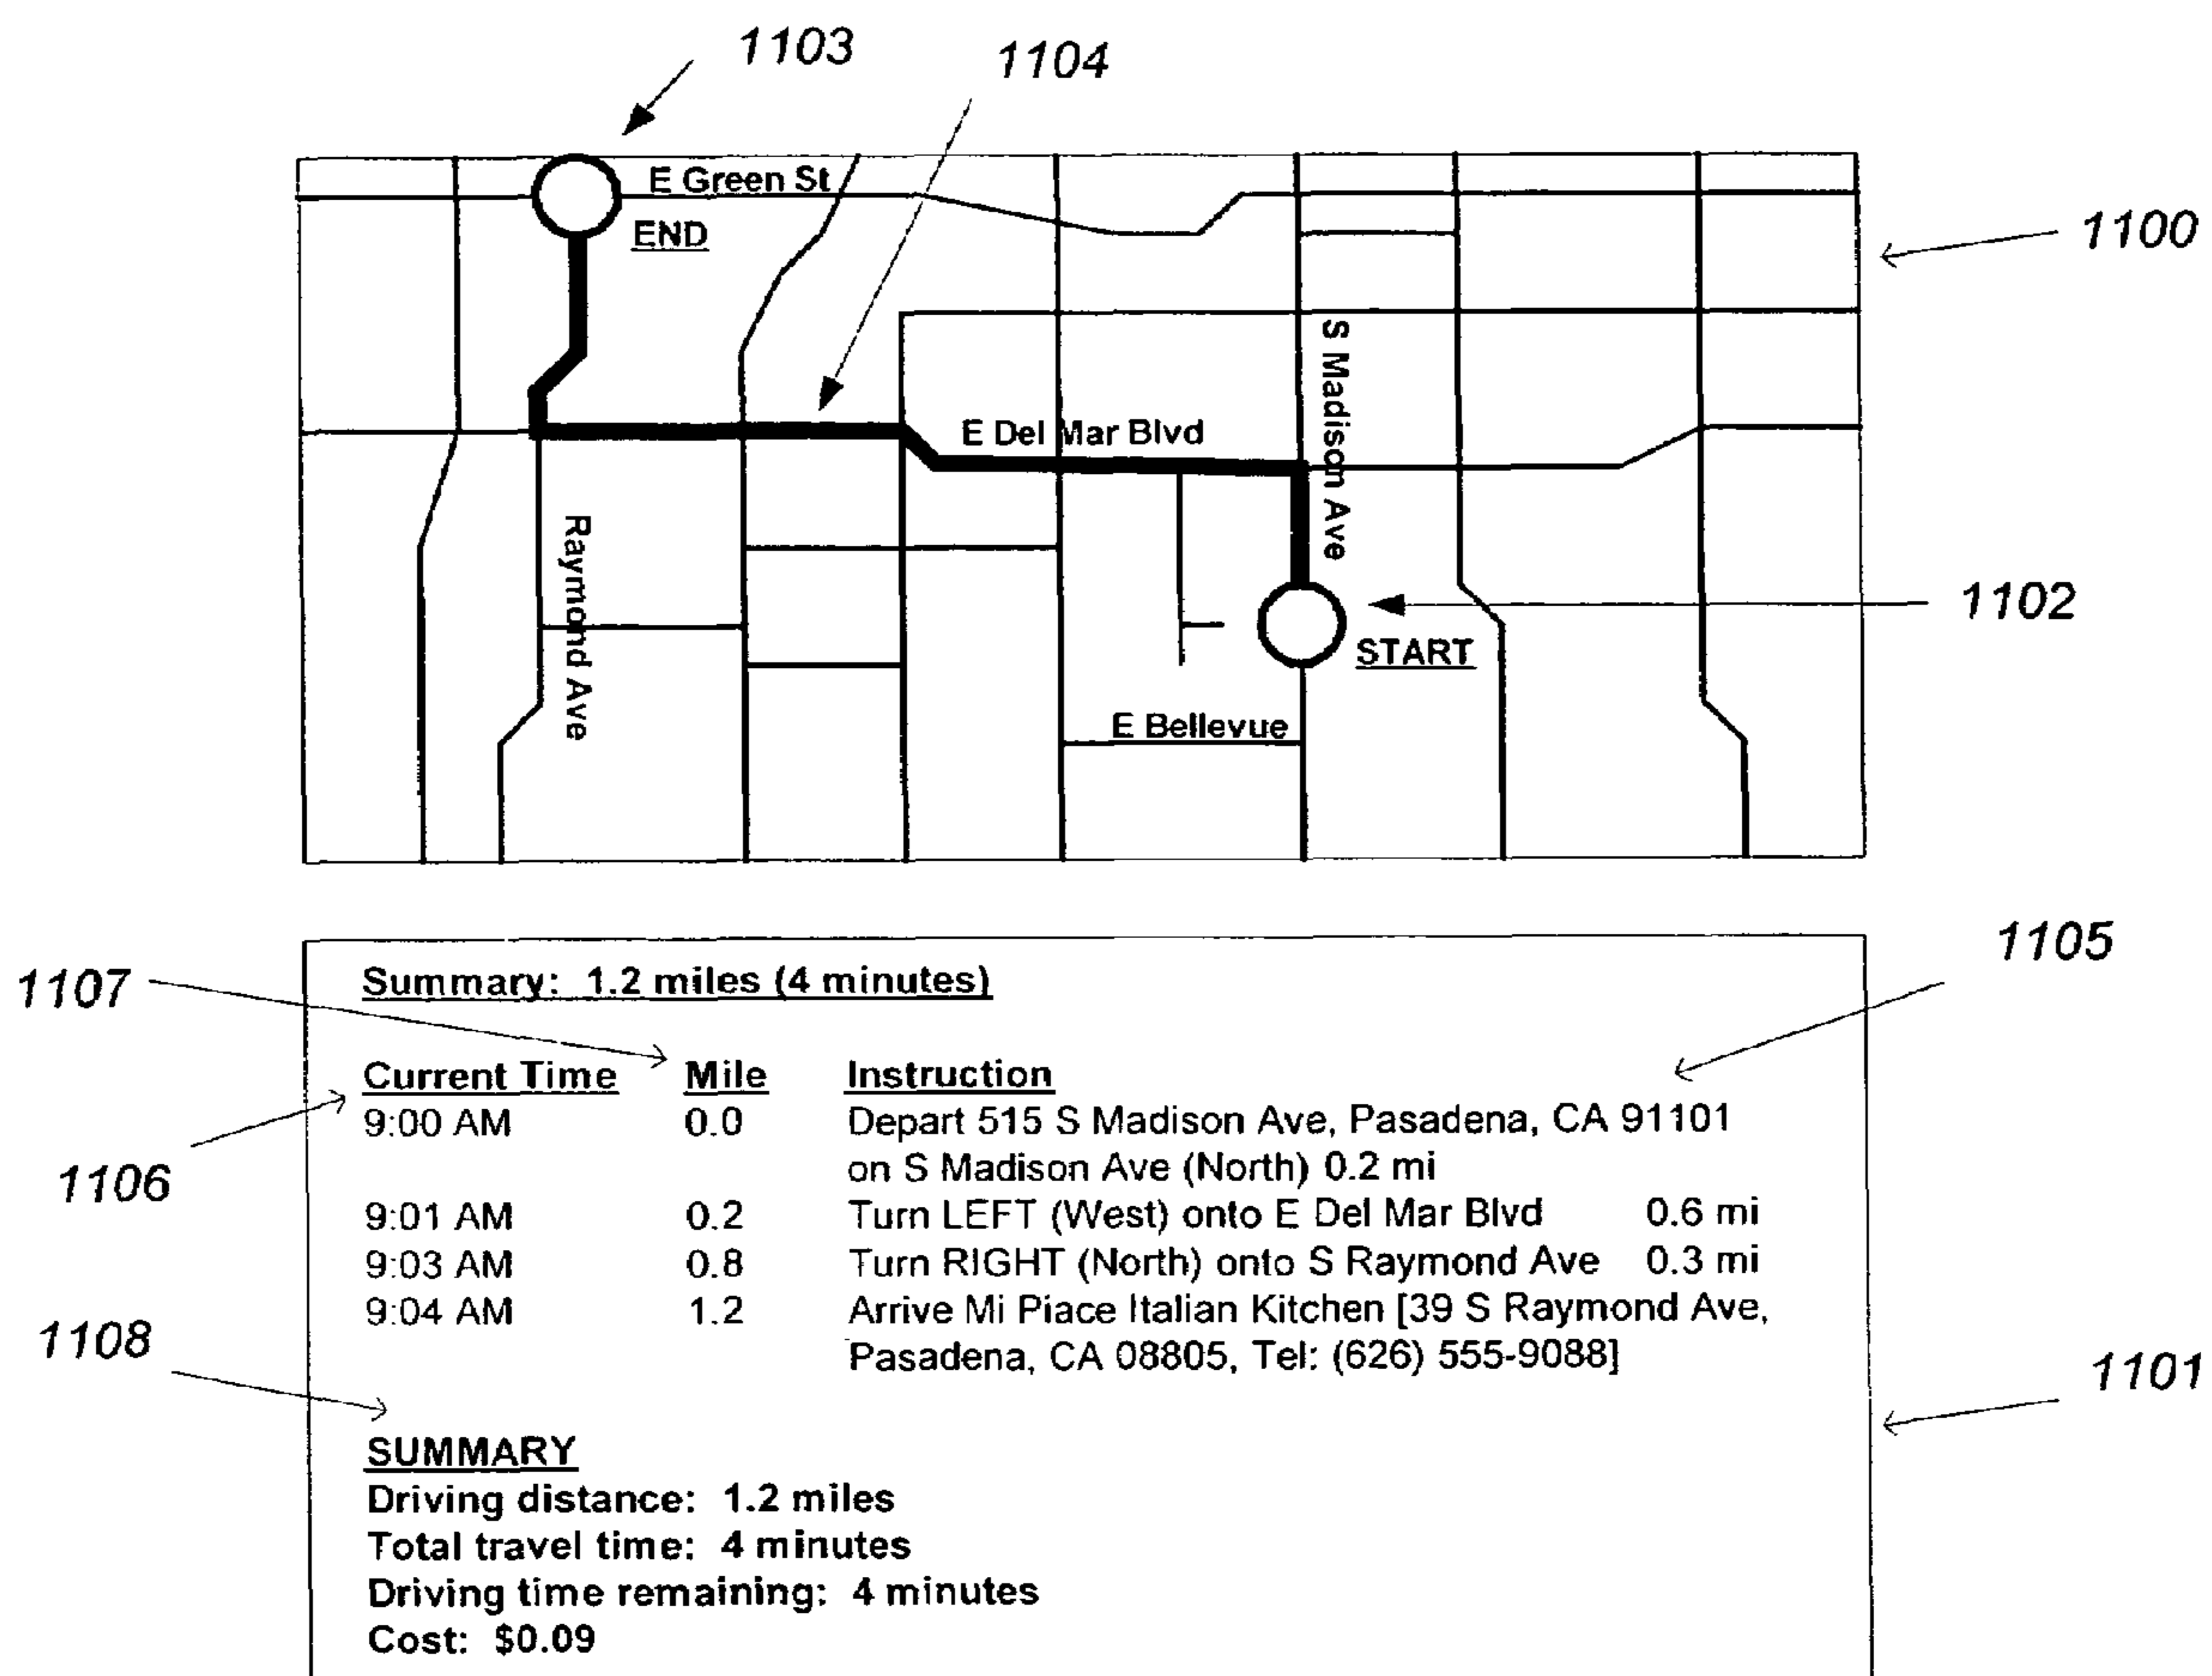 1103
1104
E Green St
END
1100
S Madison Ave
E Del Mar Blvd
Raymond Ave
1102
START
E Bellevue
1105
1107
Summary: 1.2 miles (4 minutes)
Current Time Mile Instruction
9:00 AM 0.0 Depart 515 S Madison Ave, Pasadena, CA 91101
on S Madison Ave (North) 0.2 mi
1106
9:01 AM 0.2 Turn LEFT (West) onto E Del Mar Blvd 0.6 mi
9:03 AM 0.8 Turn RIGHT (North) onto S Raymond Ave 0.3 mi
9:04 AM 1.2 Arrive Mi Piace Italian Kitchen [39 S Raymond Ave,
Pasadena, CA 08805, Tel: (626) 555-9088]
1108
1101
SUMMARY
Driving distance: 1.2 miles
Total travel time: 4 minutes
Driving time remaining: 4 minutes
Cost: $0.09